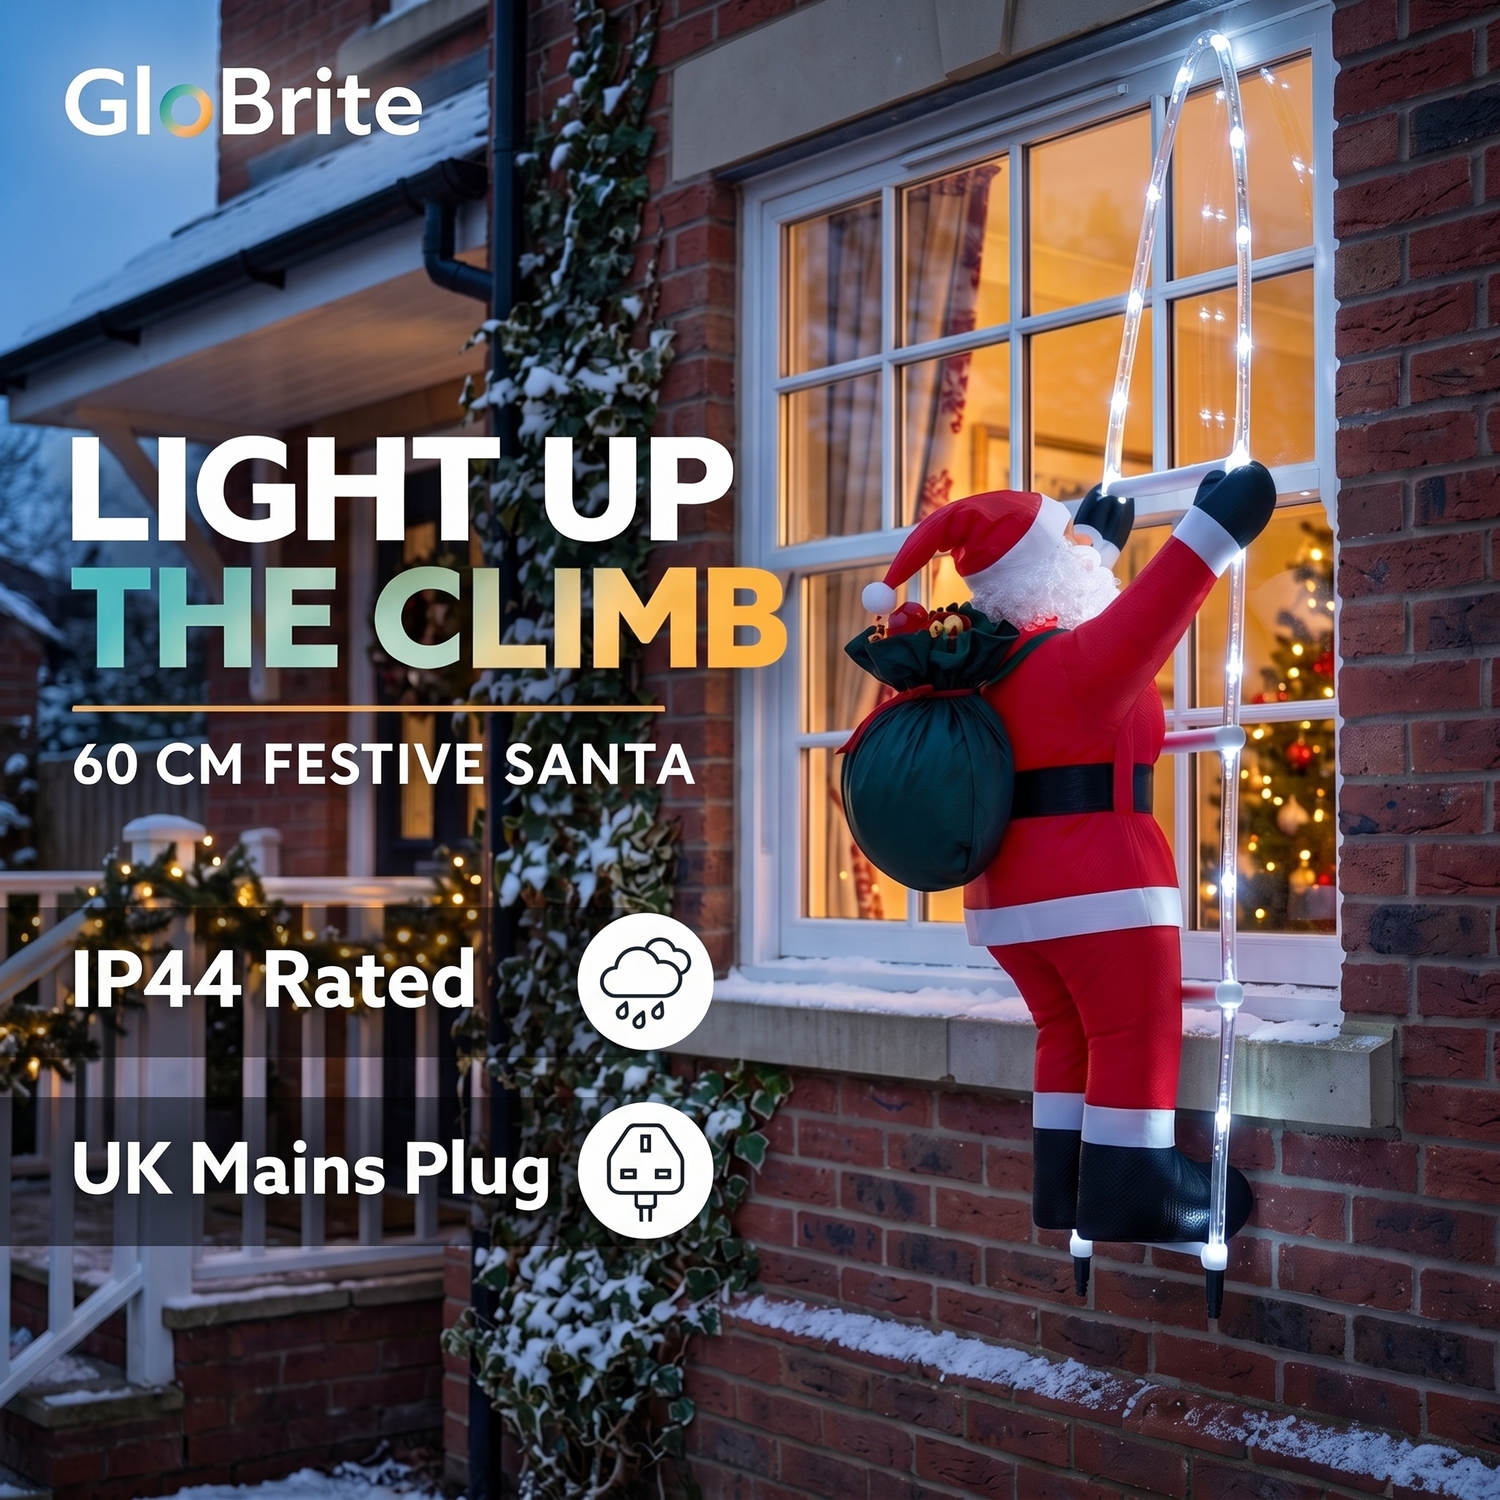 GloBrite
LIGHT UP
THE CLIMB
60 CM FESTIVE SANTA
IP44 Rated
UK Mains Plug